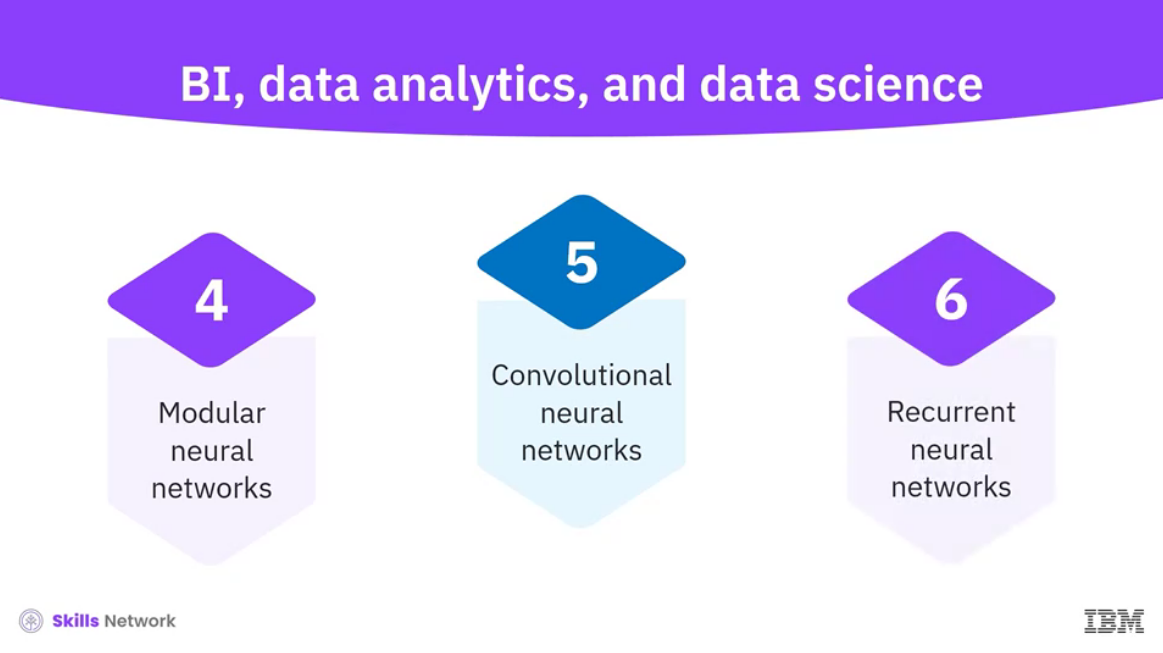 BI, data analytics, and data science
4
Modular
neural
networks
5
Convolutional
neural
networks
6
Recurrent
neural
networks
Skills Network
IBM